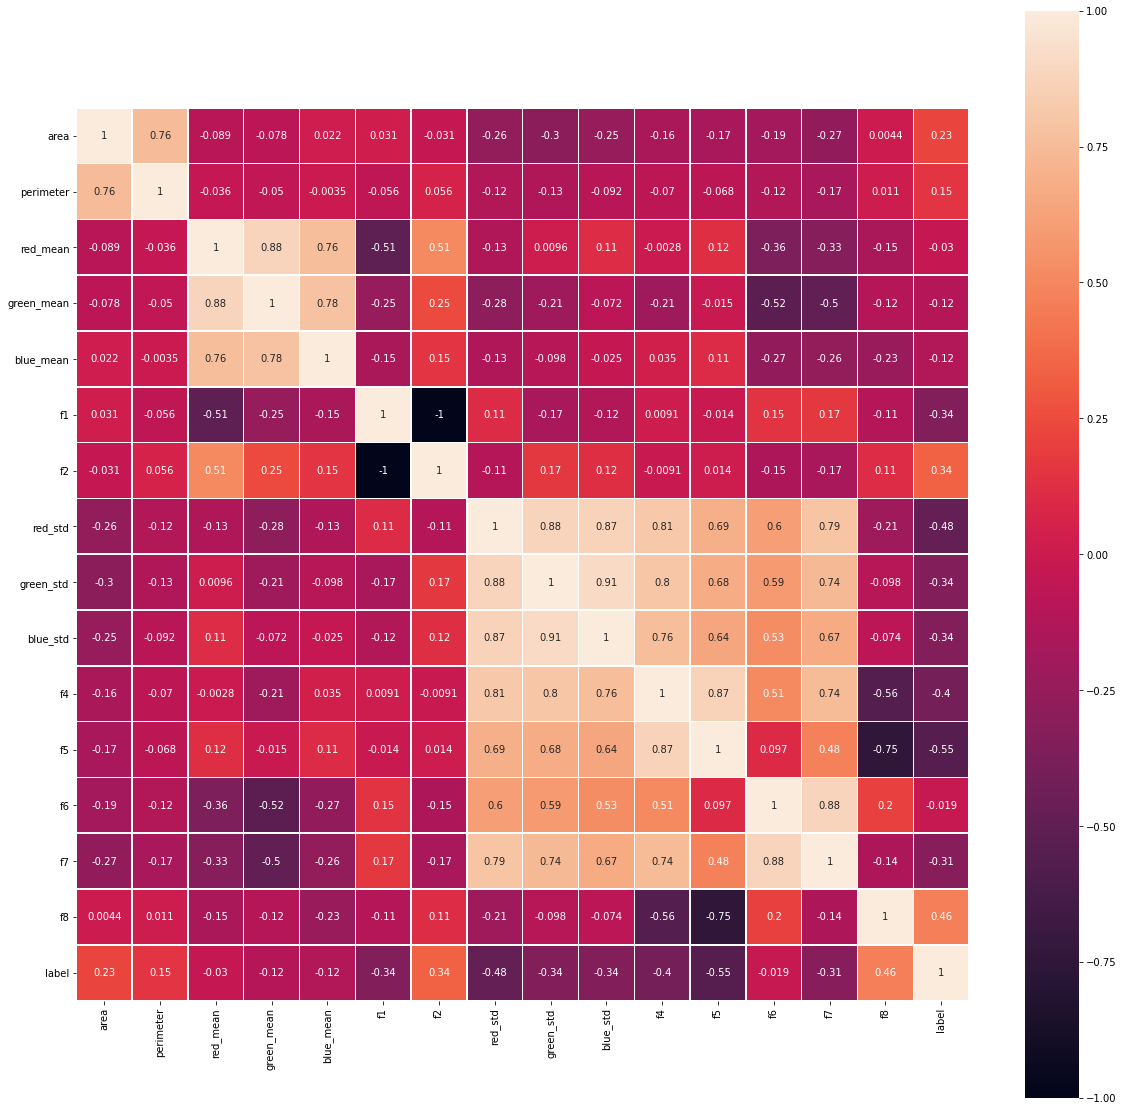 area 1 0.76 -0.089 -0.078 0.022 0.031 -0.031 -0.26 -0.3 -0.25 -0.16 -0.17 -0.19 -0.27 0.0044 0.23
perimeter 0.76 1 -0.036 -0.05 -0.0035 -0.056 0.056 -0.12 -0.13 -0.092 -0.07 -0.068 -0.12 -0.17 0.011 0.15
red_mean -0.089 -0.036 1 0.88 0.76 -0.51 0.51 -0.13 0.0096 0.11 -0.0028 0.12 -0.36 -0.33 -0.15 -0.03
green_mean -0.078 -0.05 0.88 1 0.78 -0.25 0.25 -0.28 -0.21 -0.072 -0.21 -0.015 -0.52 -0.5 -0.12 -0.12
blue_mean 0.022 -0.0035 0.76 0.78 1 -0.15 0.15 -0.13 -0.098 -0.025 0.035 0.11 -0.27 -0.26 -0.23 -0.12
f1 0.031 -0.056 -0.51 -0.25 -0.15 1 -1 0.11 -0.17 -0.12 0.0091 -0.014 0.15 0.17 -0.11 -0.34
f2 -0.031 0.056 0.51 0.25 0.15 -1 1 -0.11 0.17 0.12 -0.0091 0.014 -0.15 -0.17 0.11 0.34
red_std -0.26 -0.12 -0.13 -0.28 -0.13 0.11 -0.11 1 0.88 0.87 0.81 0.69 0.6 0.79 -0.21 -0.48
green_std -0.3 -0.13 0.0096 -0.21 -0.098 -0.17 0.17 0.88 1 0.91 0.8 0.68 0.59 0.74 -0.098 -0.34
blue_std -0.25 -0.092 0.11 -0.072 -0.025 -0.12 0.12 0.87 0.91 1 0.76 0.64 0.53 0.67 -0.074 -0.34
f4 -0.16 -0.07 -0.0028 -0.21 0.035 0.0091 -0.0091 0.81 0.8 0.76 1 0.87 0.51 0.74 -0.56 -0.4
f5 -0.17 -0.068 0.12 -0.015 0.11 -0.014 0.014 0.69 0.68 0.64 0.87 1 0.097 0.48 -0.75 -0.55
f6 -0.19 -0.12 -0.36 -0.52 -0.27 0.15 -0.15 0.6 0.59 0.53 0.51 0.097 1 0.88 0.2 -0.019
f7 -0.27 -0.17 -0.33 -0.5 -0.26 0.17 -0.17 0.79 0.74 0.67 0.74 0.48 0.88 1 -0.14 -0.31
f8 0.0044 0.011 -0.15 -0.12 -0.23 -0.11 0.11 -0.21 -0.098 -0.074 -0.56 -0.75 0.2 -0.14 1 0.46
label 0.23 0.15 -0.03 -0.12 -0.12 -0.34 0.34 -0.48 -0.34 -0.34 -0.4 -0.55 -0.019 -0.31 0.46 1
area perimeter red_mean green_mean blue_mean f1 f2 red_std green_std blue_std f4 f5 f6 f7 f8 label
1.00
0.75
0.50
0.25
0.00
−0.25
−0.50
−0.75
−1.00